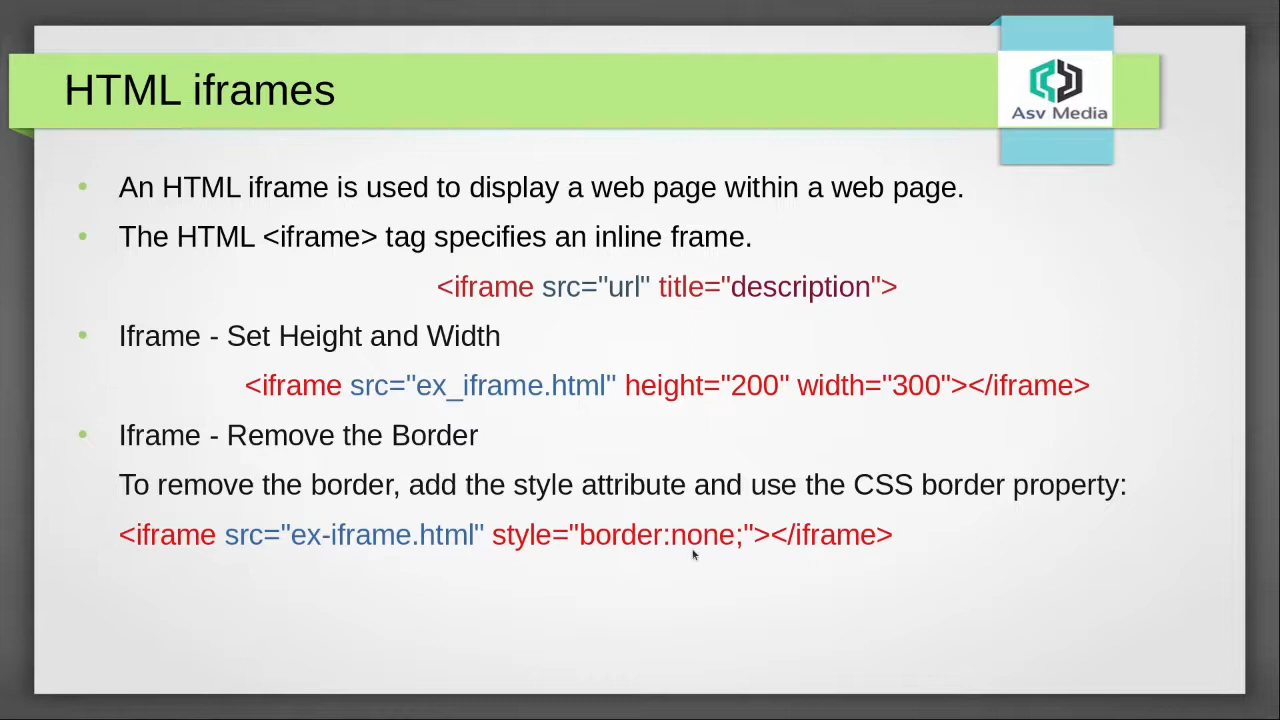 HTML iframes
Asv Media
An HTML iframe is used to display a web page within a web page.
The HTML <iframe> tag specifies an inline frame.
<iframe src="url" title="description">
Iframe - Set Height and Width
<iframe src="ex_iframe.html" height="200" width="300"></iframe>
Iframe - Remove the Border
To remove the border, add the style attribute and use the CSS border property:
<iframe src="ex-iframe.html" style="border:none;"></iframe>